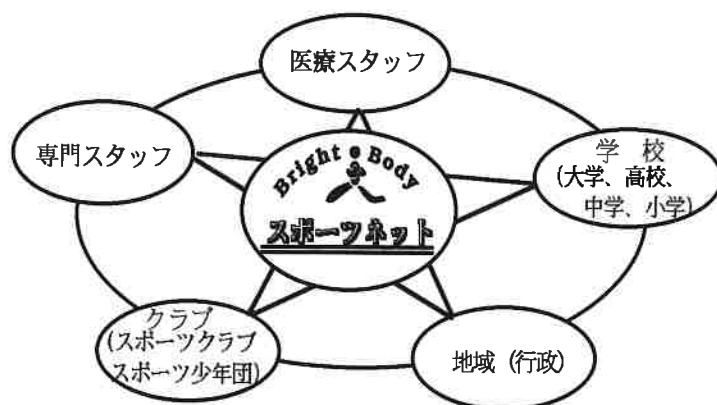 医療スタッフ
専門スタッフ
学　校
(大学、高校、
中学、小学)
Bright Body
スポーツネット
クラブ
(スポーツクラブ
スポーツ少年団)
地域（行政）